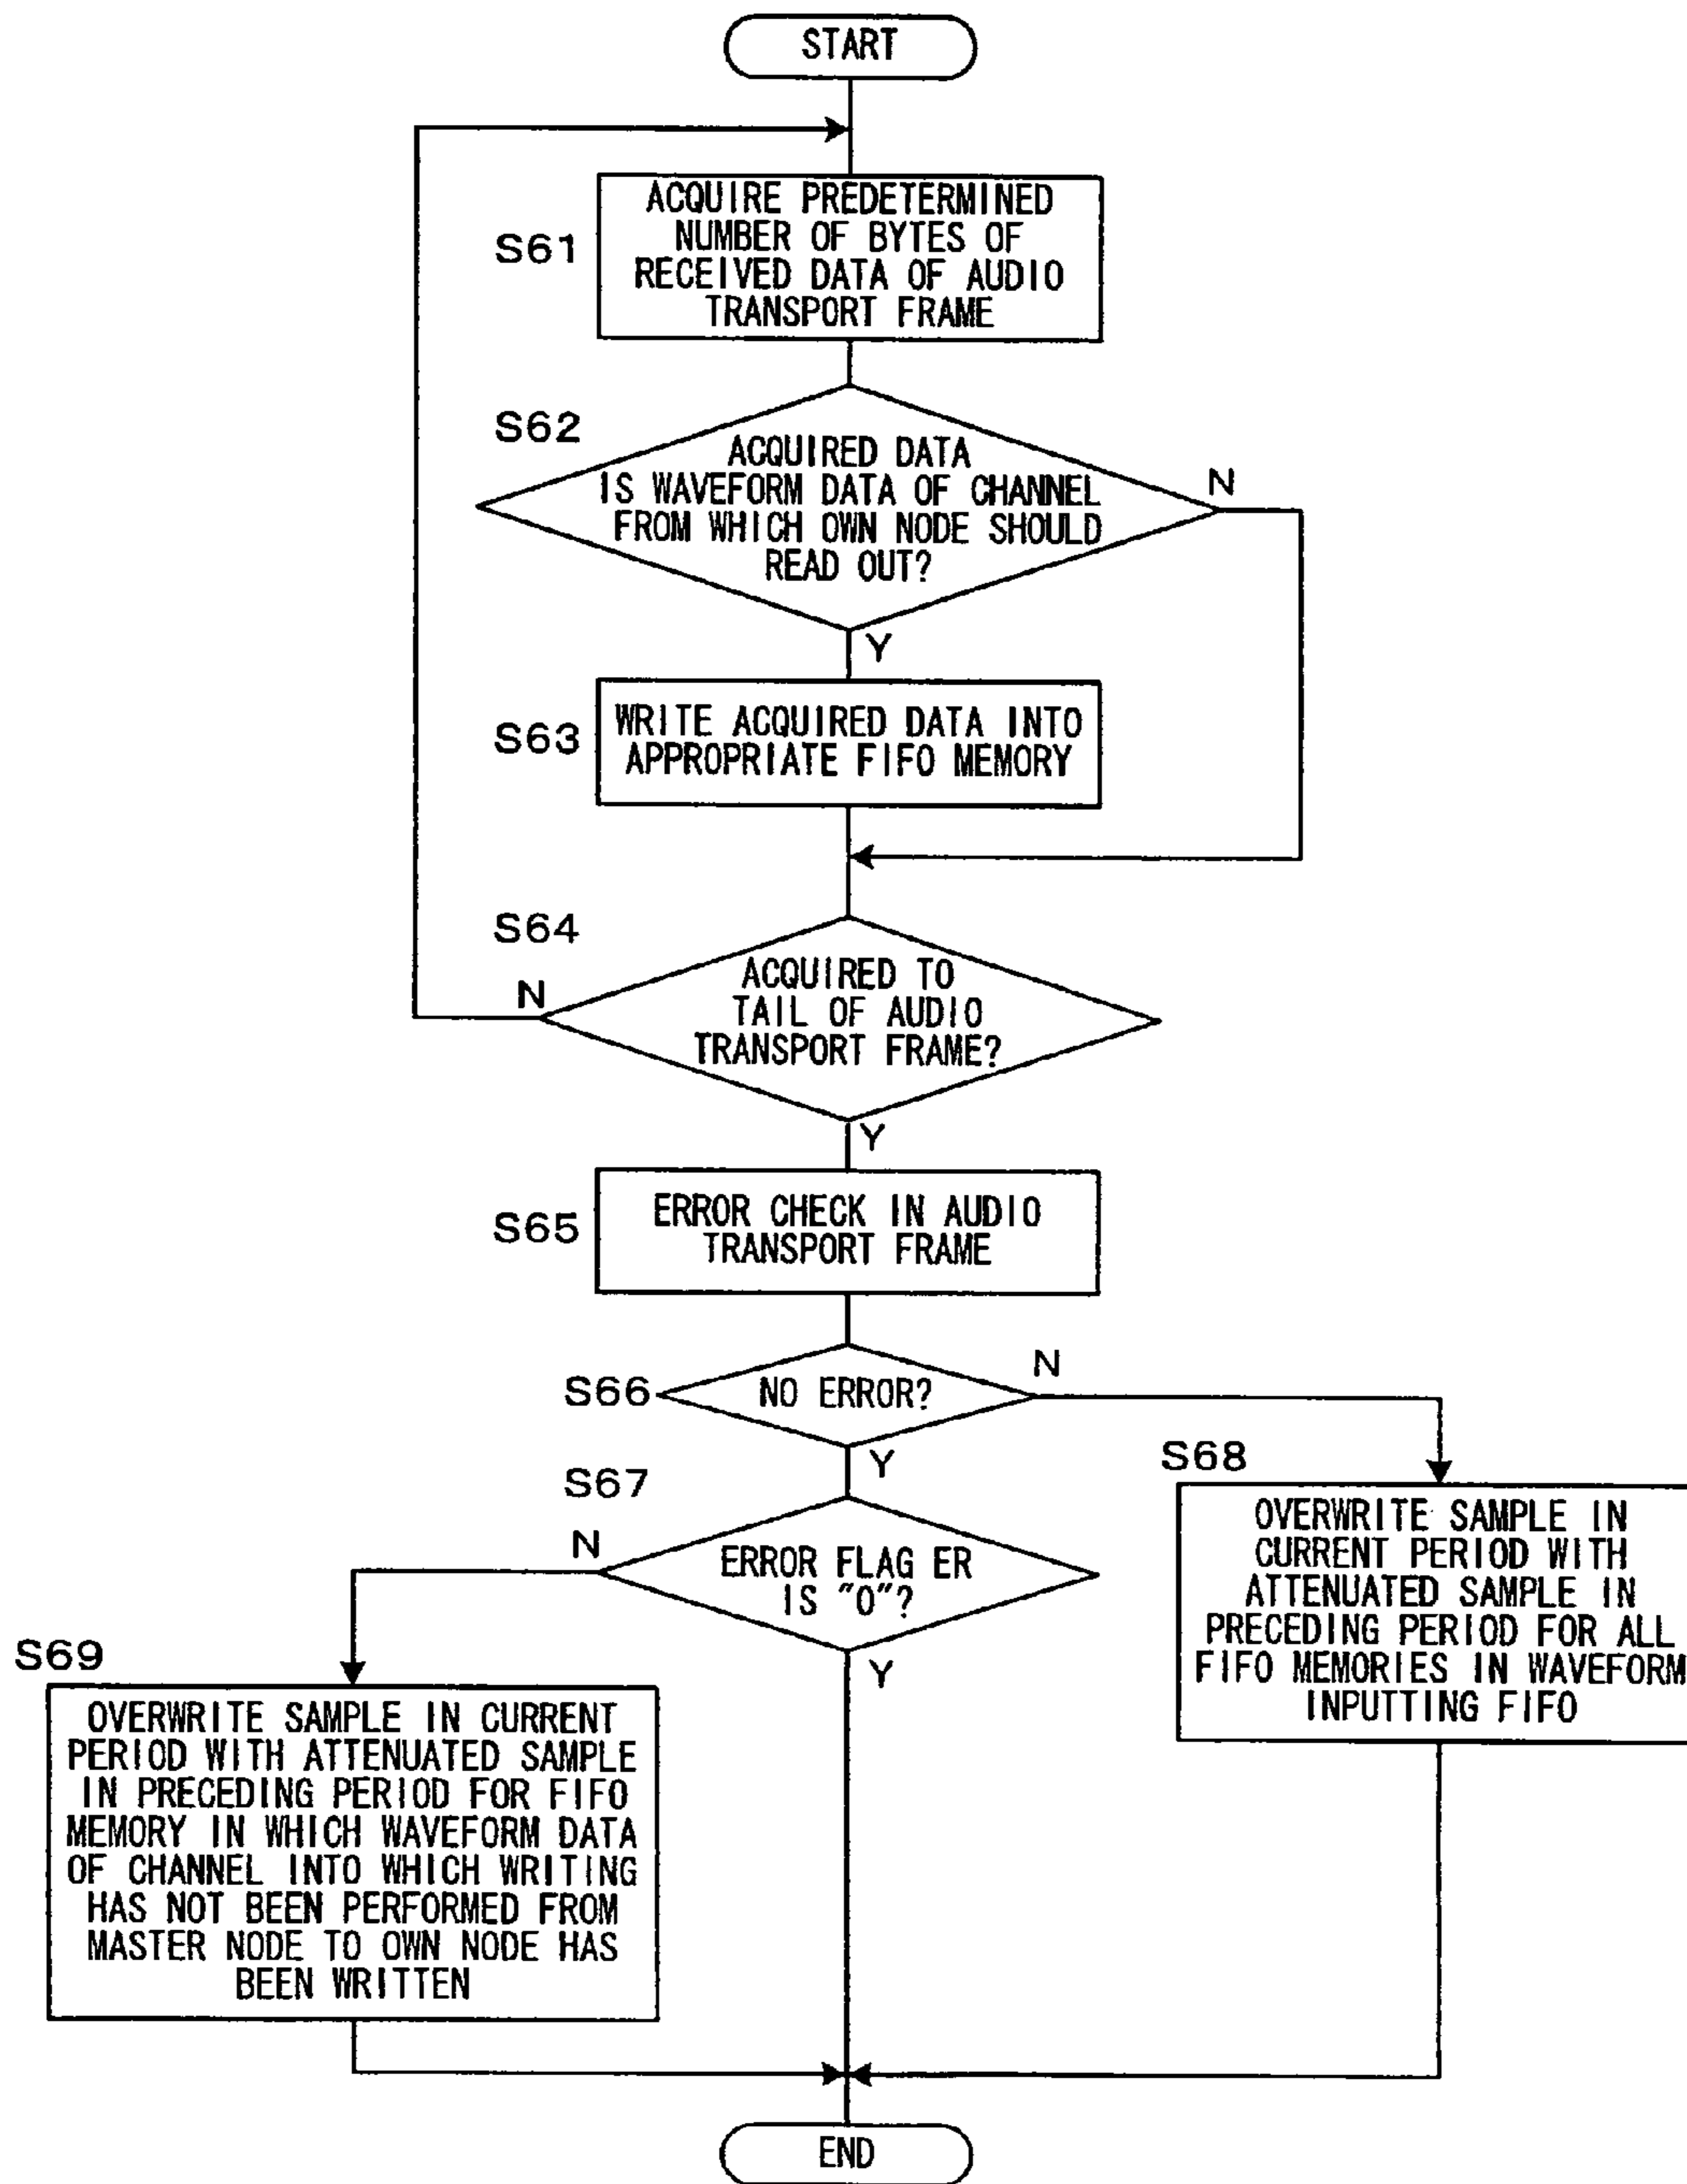 START
S61
ACQUIRE PREDETERMINED
NUMBER OF BYTES OF
RECEIVED DATA OF AUDIO
TRANSPORT FRAME
S62
ACQUIRED DATA
IS WAVEFORM DATA OF CHANNEL
FROM WHICH OWN NODE SHOULD
READ OUT?
N
Y
S63
WRITE ACQUIRED DATA INTO
APPROPRIATE FIFO MEMORY
S64
ACQUIRED TO
TAIL OF AUDIO
TRANSPORT FRAME?
N
Y
S65
ERROR CHECK IN AUDIO
TRANSPORT FRAME
S66
NO ERROR?
N
Y
S67
ERROR FLAG ER
IS "0"?
N
Y
S68
OVERWRITE SAMPLE IN
CURRENT PERIOD WITH
ATTENUATED SAMPLE IN
PRECEDING PERIOD FOR ALL
FIFO MEMORIES IN WAVEFORM
INPUTTING FIFO
S69
OVERWRITE SAMPLE IN CURRENT
PERIOD WITH ATTENUATED SAMPLE
IN PRECEDING PERIOD FOR FIFO
MEMORY IN WHICH WAVEFORM DATA
OF CHANNEL INTO WHICH WRITING
HAS NOT BEEN PERFORMED FROM
MASTER NODE TO OWN NODE HAS
BEEN WRITTEN
END